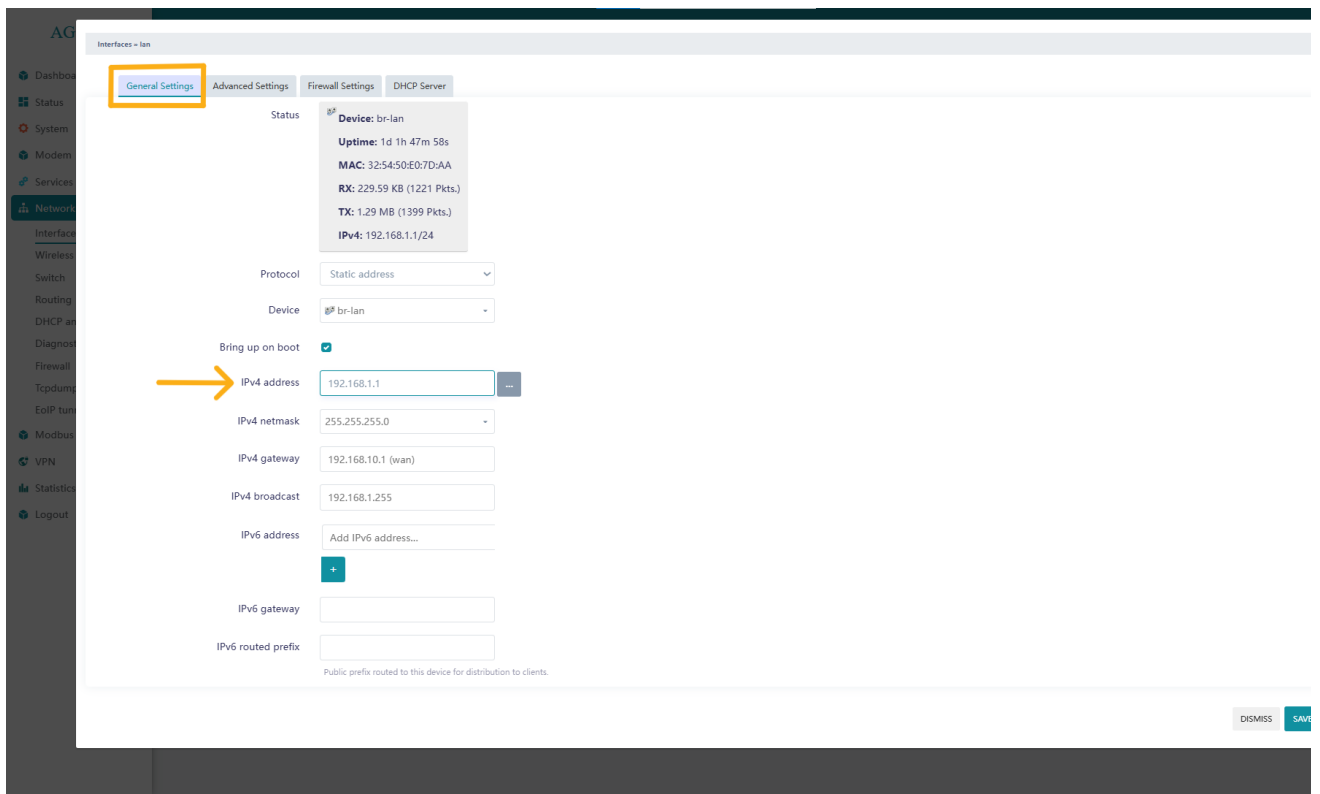 AG
Interfaces » lan
Dashboa
Status
System
Modem
Services
Network
Interface
Wireless
Switch
Routing
DHCP an
Diagnost
Firewall
Tcpdump
EoIP tunn
Modbus
VPN
Statistics
Logout
General Settings Advanced Settings Firewall Settings DHCP Server
Status
Device: br-lan
Uptime: 1d 1h 47m 58s
MAC: 32:54:50:E0:7D:AA
RX: 229.59 KB (1221 Pkts.)
TX: 1.29 MB (1399 Pkts.)
IPv4: 192.168.1.1/24
Protocol Static address
Device br-lan
Bring up on boot
IPv4 address 192.168.1.1 ...
IPv4 netmask 255.255.255.0
IPv4 gateway 192.168.10.1 (wan)
IPv4 broadcast 192.168.1.255
IPv6 address Add IPv6 address...
+
IPv6 gateway
IPv6 routed prefix
Public prefix routed to this device for distribution to clients.
DISMISS SAVE